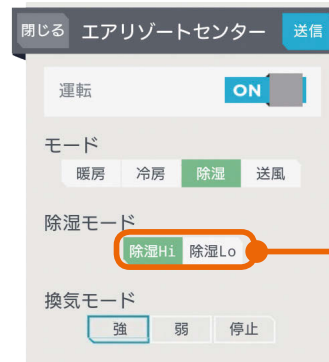 閉じる エアリゾートセンター 送信
運転 ON
モード
暖房 冷房 除湿 送風
除湿モード
除湿Hi 除湿Lo
換気モード
強 弱 停止